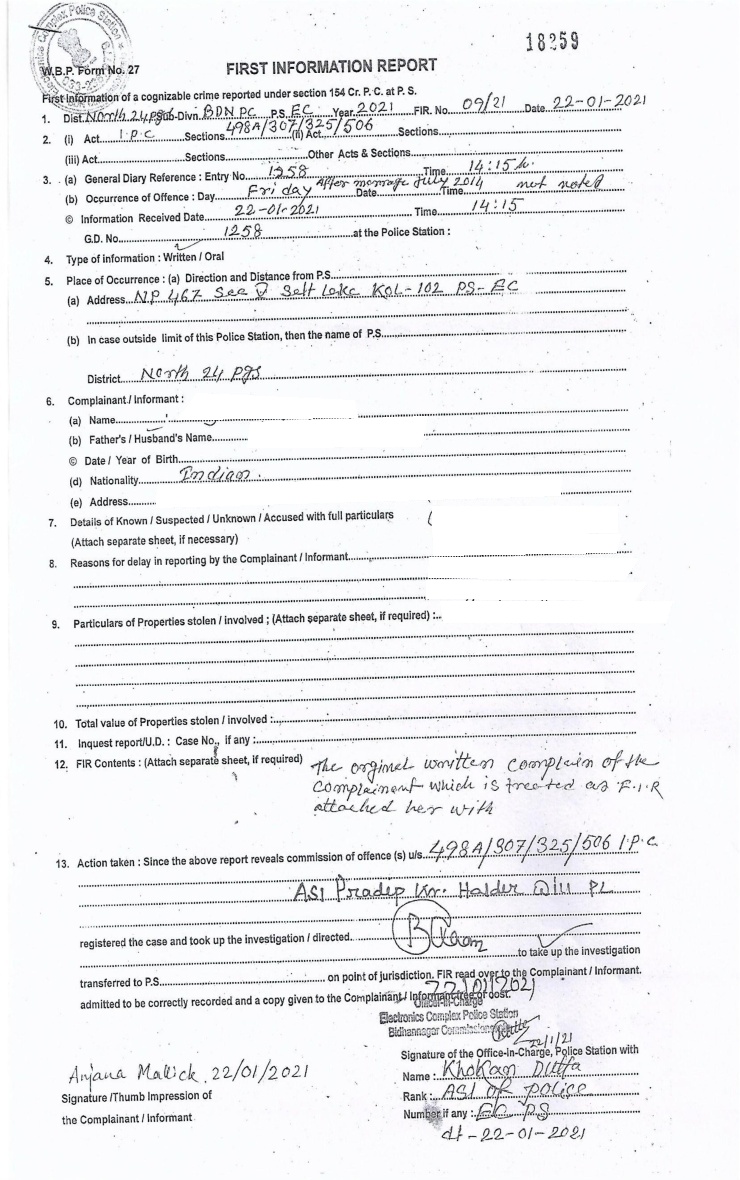 18259
W.B.P. Form No. 27
FIRST INFORMATION REPORT
First Information of a cognizable crime reported under section 154 Cr. P. C. at P. S.
1. Dist. North 24 pgs Sub-Divn. BDN PC P.S. EC Year 2021 FIR. No. 09/21 Date 22-01-2021
2. (i) Act I.P.C Sections 498A/307/325/506 (ii) Act Sections
(iii) Act Sections Other Acts & Sections
3. (a) General Diary Reference : Entry No. 1258 Time 14:15 h.
(b) Occurrence of Offence : Day Friday After marriage July 2014 Date Time not noted
© Information Received Date 22-01-2021 Time 14:15
G.D. No. 1258 at the Police Station :
4. Type of information : Written / Oral
5. Place of Occurrence : (a) Direction and Distance from P.S.
(a) Address NP 467 Sec V Salt Lake KOL-102 PS-EC
(b) In case outside limit of this Police Station, then the name of P.S.
District North 24 pgs
6. Complainant / Informant :
(a) Name
(b) Father's / Husband's Name
© Date / Year of Birth
(d) Nationality Indian.
(e) Address
7. Details of Known / Suspected / Unknown / Accused with full particulars
(Attach separate sheet, if necessary)
8. Reasons for delay in reporting by the Complainant / Informant
9. Particulars of Properties stolen / involved ; (Attach separate sheet, if required) :
10. Total value of Properties stolen / involved :
11. Inquest report/U.D. : Case No., if any :
12. FIR Contents : (Attach separate sheet, if required) The orginel written complain of the
complainent which is treated as F.I.R
attached her with
13. Action taken : Since the above report reveals commission of offence (s) u/s. 498A/307/325/506 I.P.C.
ASI Pradip Kr. Halder
registered the case and took up the investigation / directed.
to take up the investigation
transferred to P.S. on point of jurisdiction. FIR read over to the Complainant / Informant.
admitted to be correctly recorded and a copy given to the Complainant / Informant free of cost.
22/01/2021
Officer-in-Charge
Electronics Complex Police Station
Bidhannagar Commissionerate
22/1/21
Signature of the Office-In-Charge, Police Station with
Anjana Mallick. 22/01/2021
Name : Khokan Dutta
Signature /Thumb Impression of
Rank : ASI of police
the Complainant / Informant
Number if any : EC PS
dt - 22-01-2021